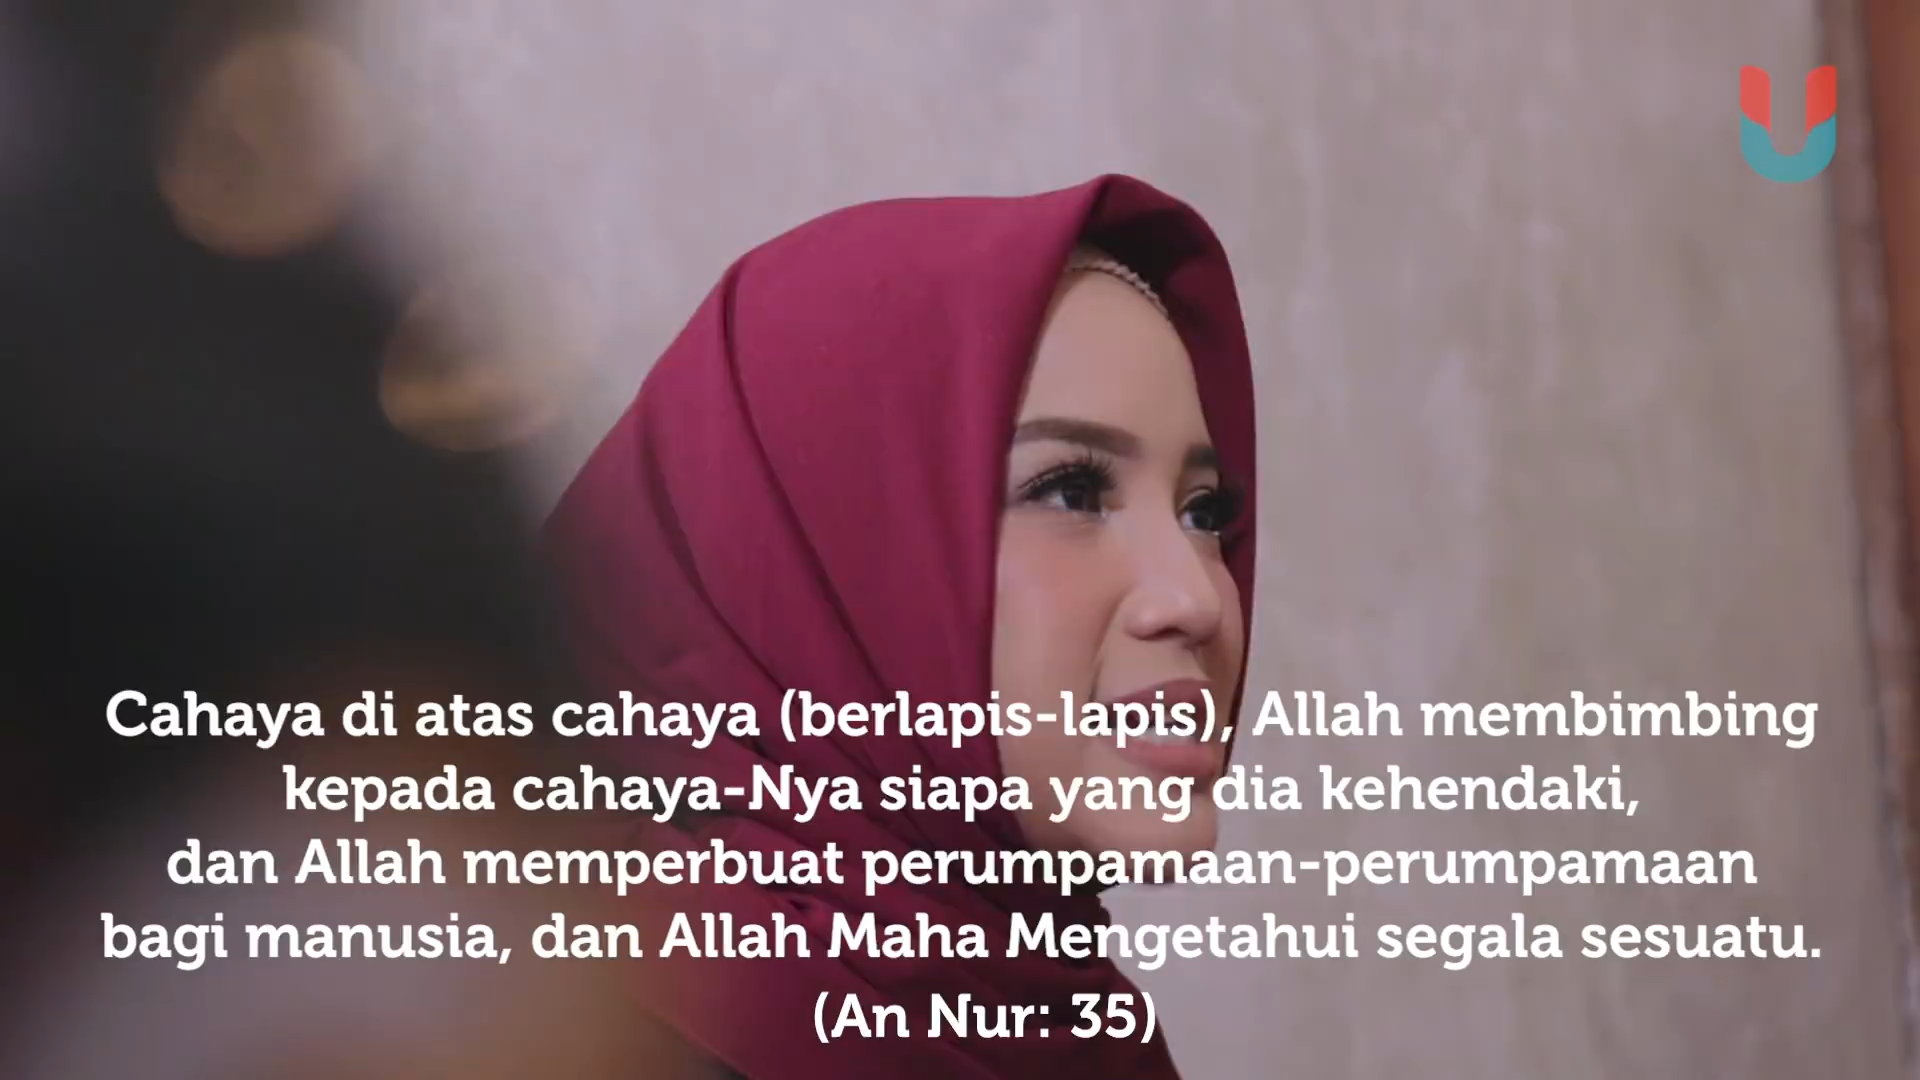 Cahaya di atas cahaya (berlapis-lapis), Allah membimbing
kepada cahaya-Nya siapa yang dia kehendaki,
dan Allah memperbuat perumpamaan-perumpamaan
bagi manusia, dan Allah Maha Mengetahui segala sesuatu.
(An Nur: 35)